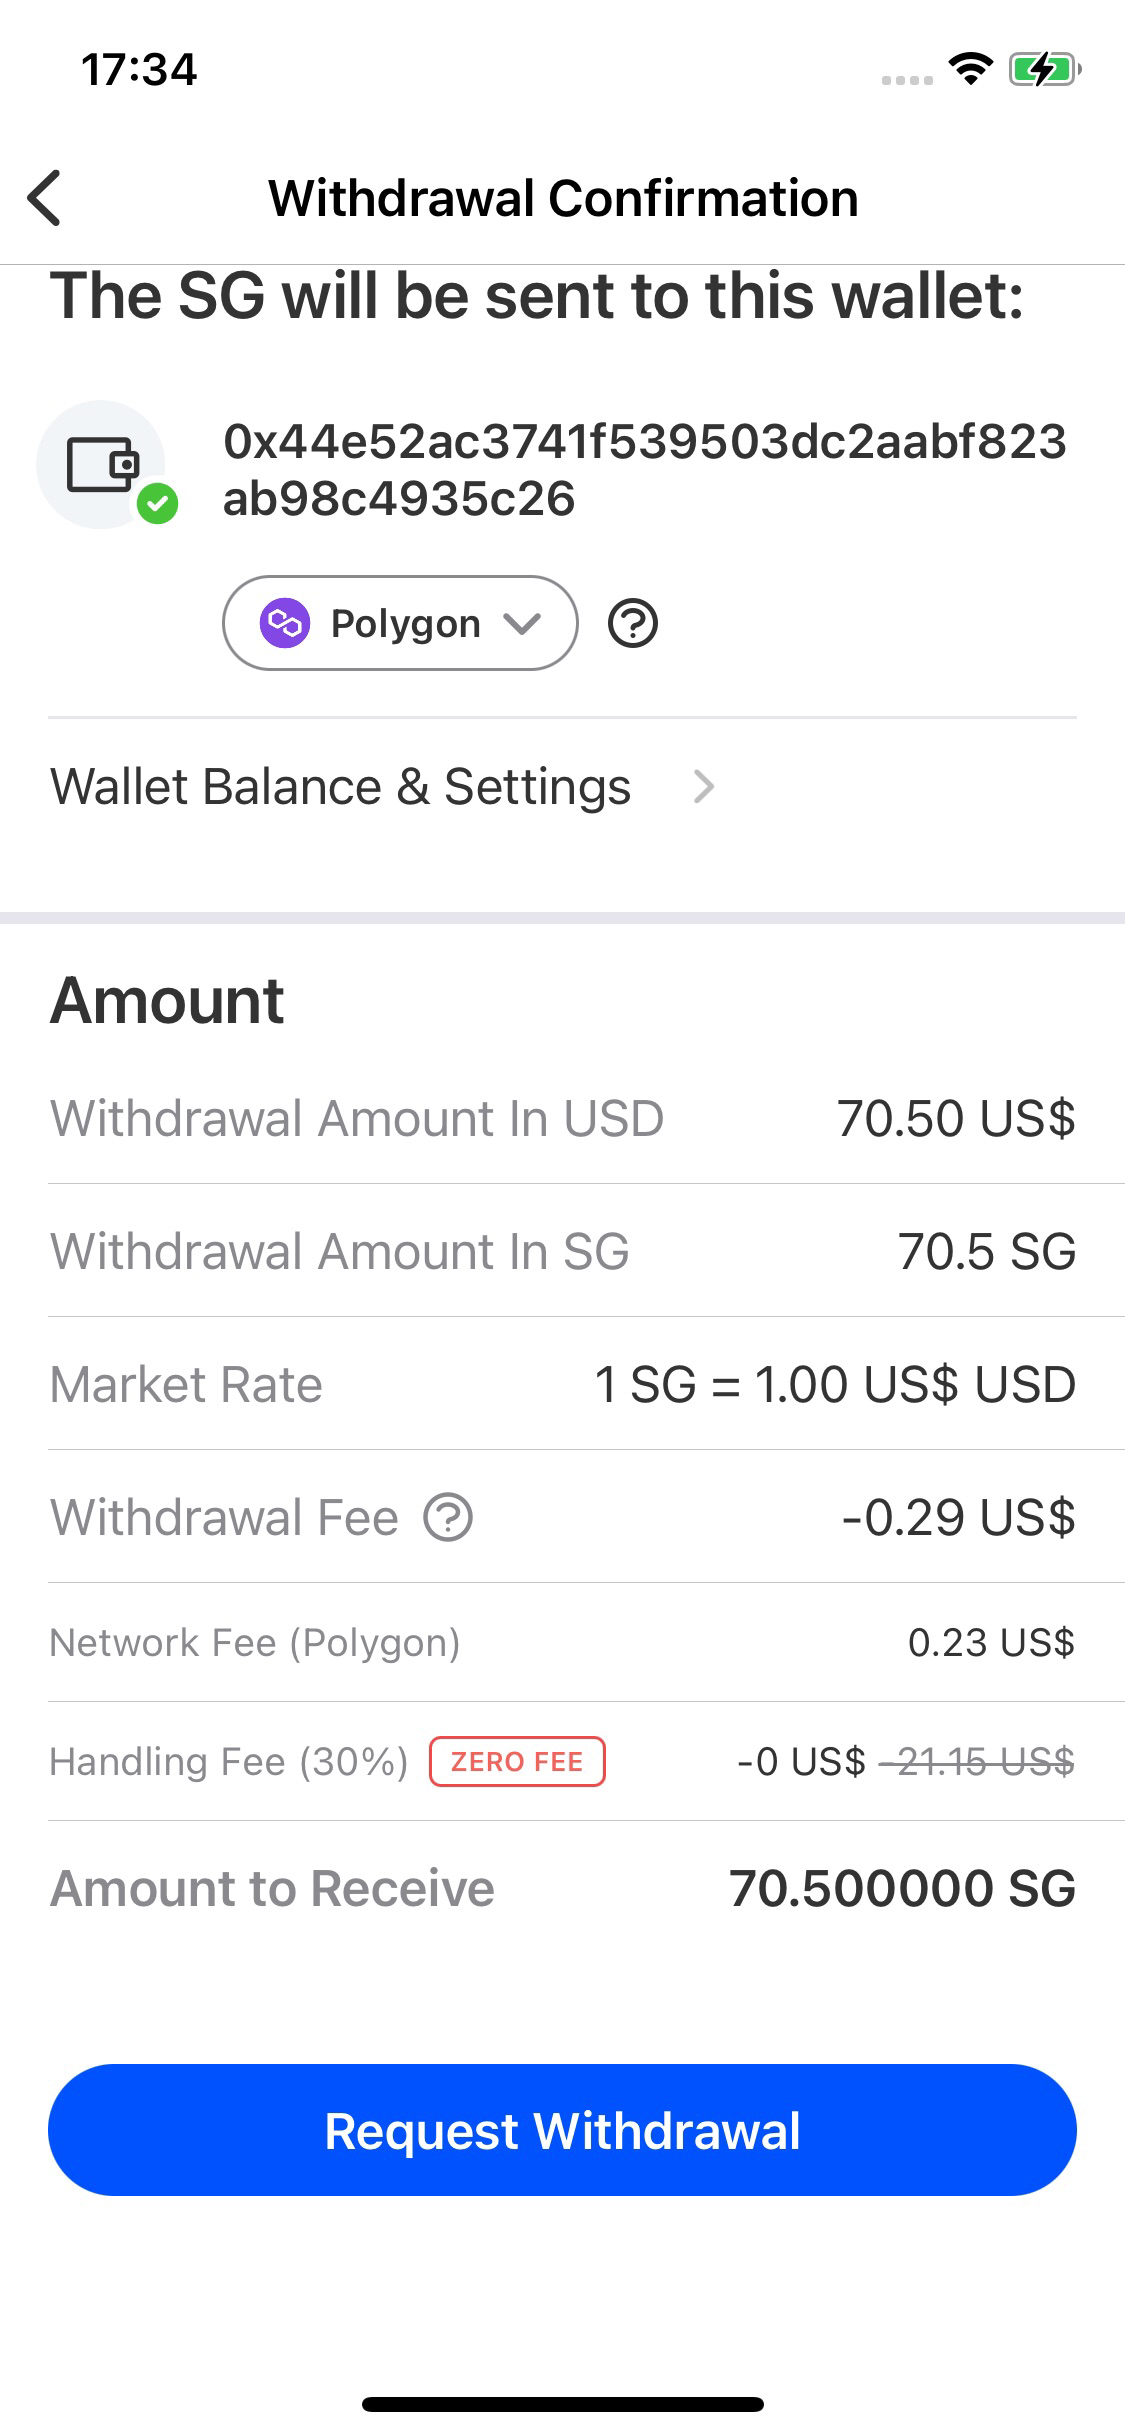 17:34
Withdrawal Confirmation
The SG will be sent to this wallet:
0x44e52ac3741f539503dc2aabf823
ab98c4935c26
Polygon
Wallet Balance & Settings
Amount
Withdrawal Amount In USD 70.50 US$
Withdrawal Amount In SG 70.5 SG
Market Rate 1 SG = 1.00 US$ USD
Withdrawal Fee -0.29 US$
Network Fee (Polygon) 0.23 US$
Handling Fee (30%) ZERO FEE -0 US$ -21.15 US$
Amount to Receive 70.500000 SG
Request Withdrawal